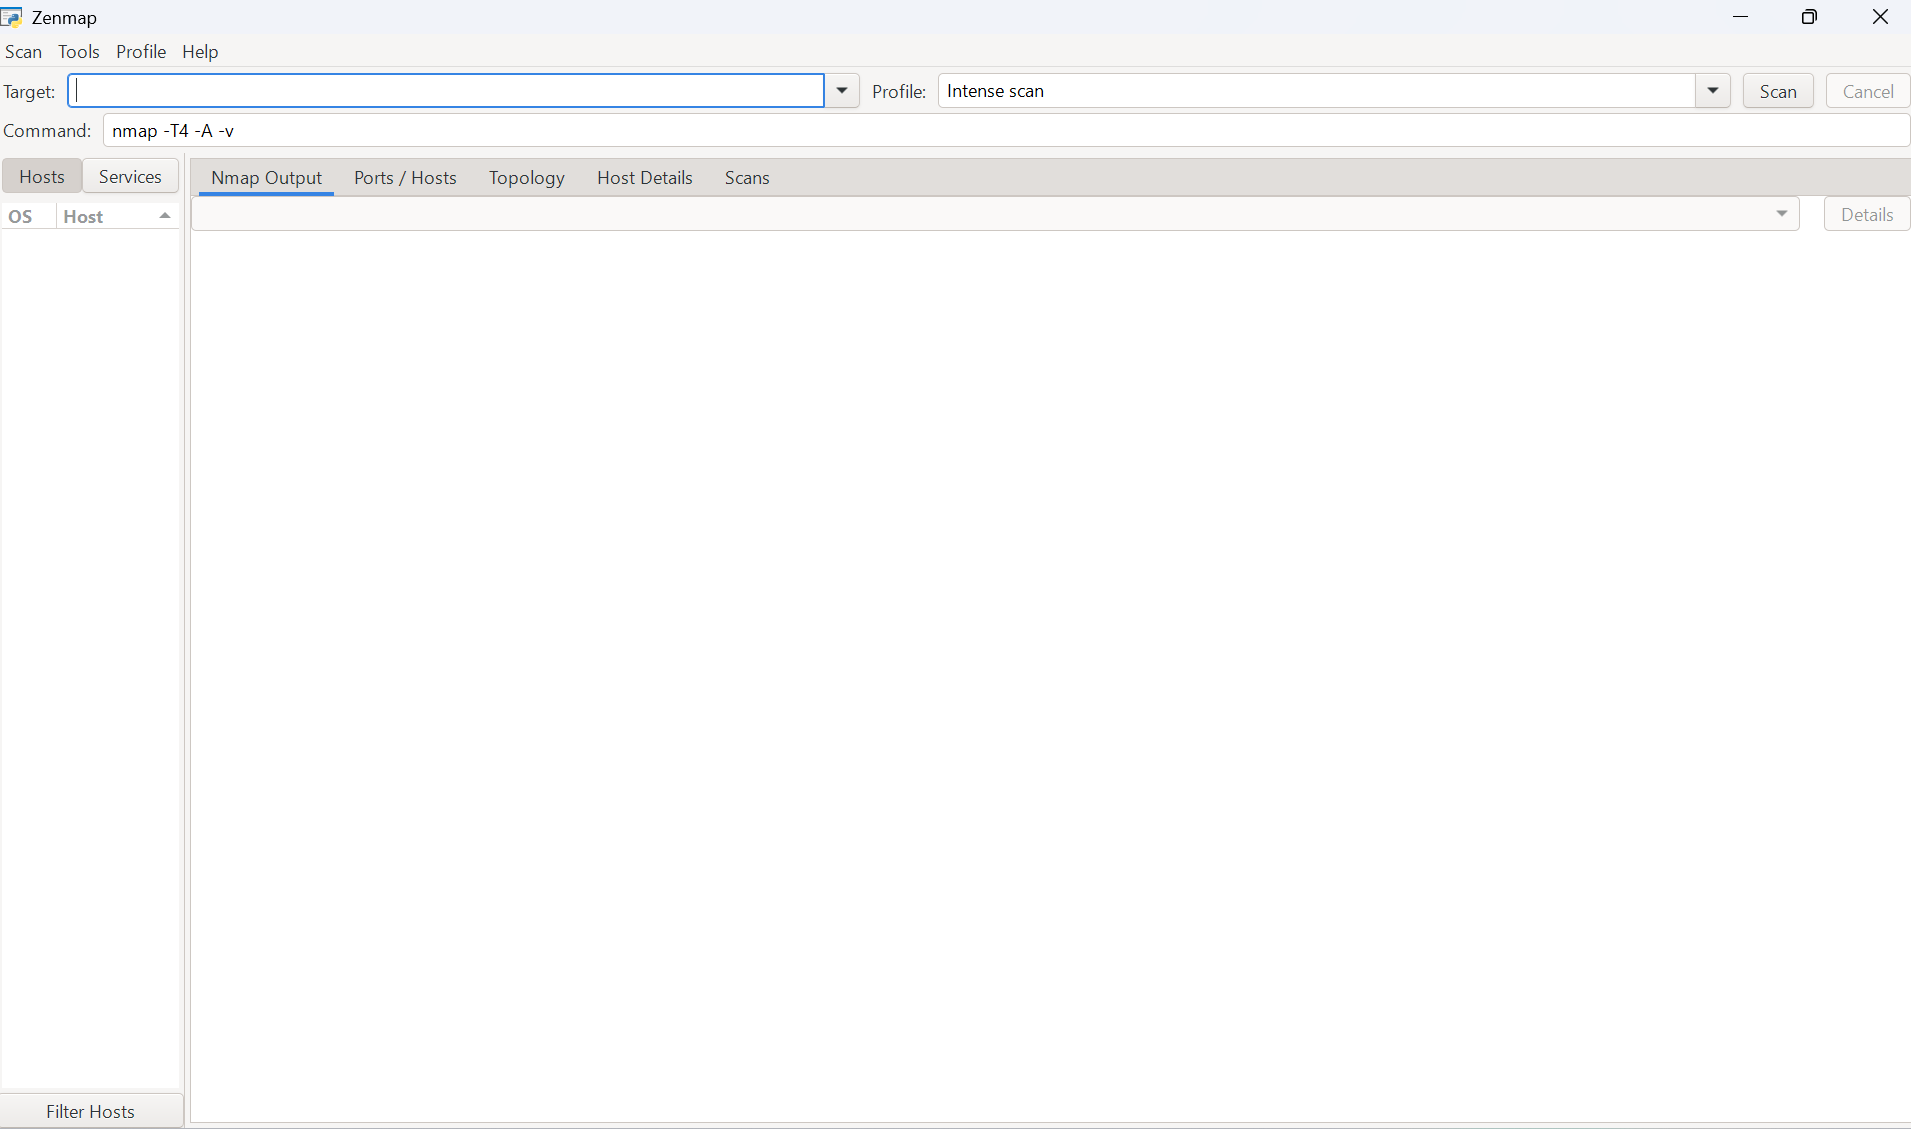 Zenmap
Scan Tools Profile Help
Target: Profile: Intense scan Scan Cancel
Command: nmap -T4 -A -v
Hosts Services Nmap Output Ports / Hosts Topology Host Details Scans
OS Host Details
Filter Hosts